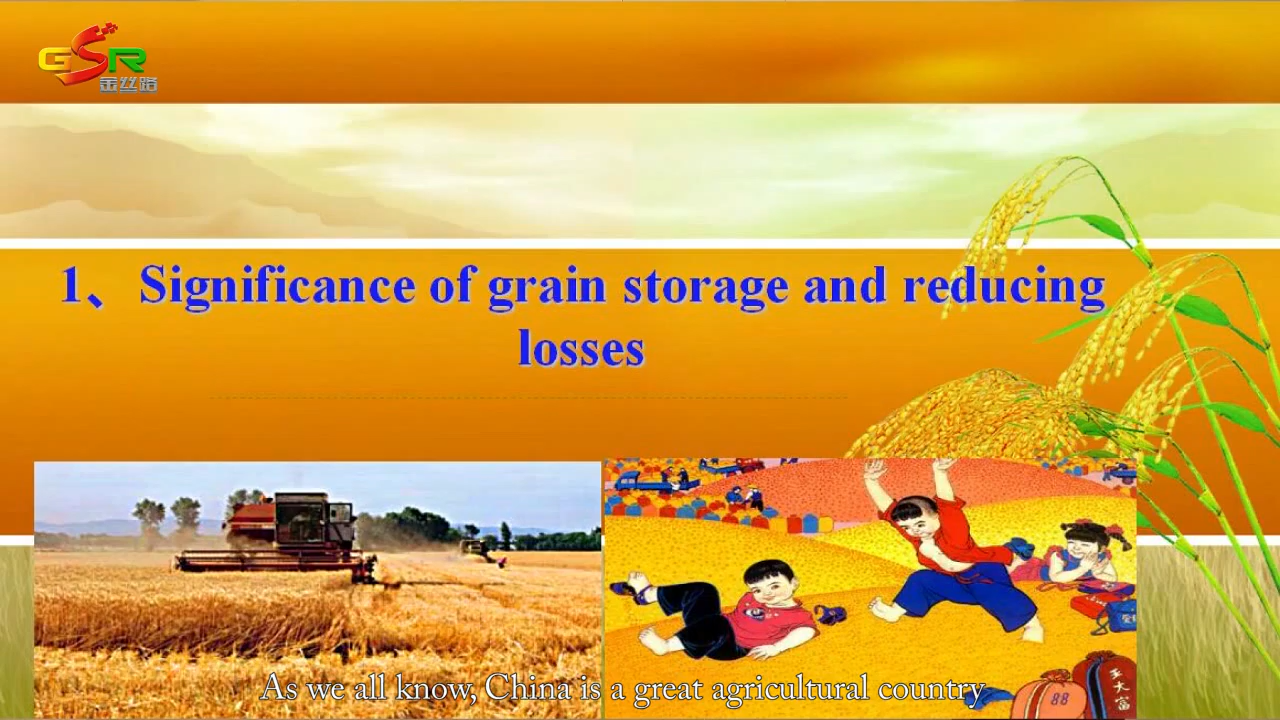 GSR
金丝路
1、 Significance of grain storage and reducing
losses
88
As we all know, China is a great agricultural country